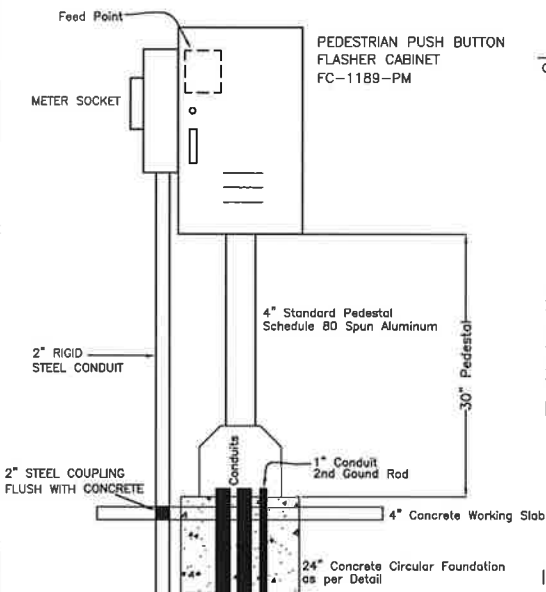 Feed Point
PEDESTRIAN PUSH BUTTON
FLASHER CABINET
FC-1189-PM
METER SOCKET
4" Standard Pedestal
Schedule 80 Spun Aluminum
30" Pedestal
2" RIGID
STEEL CONDUIT
Conduits
1" Conduit
2nd Gound Rod
2" STEEL COUPLING
FLUSH WITH CONCRETE
4" Concrete Working Slab
24" Concrete Circular Foundation
as per Detail